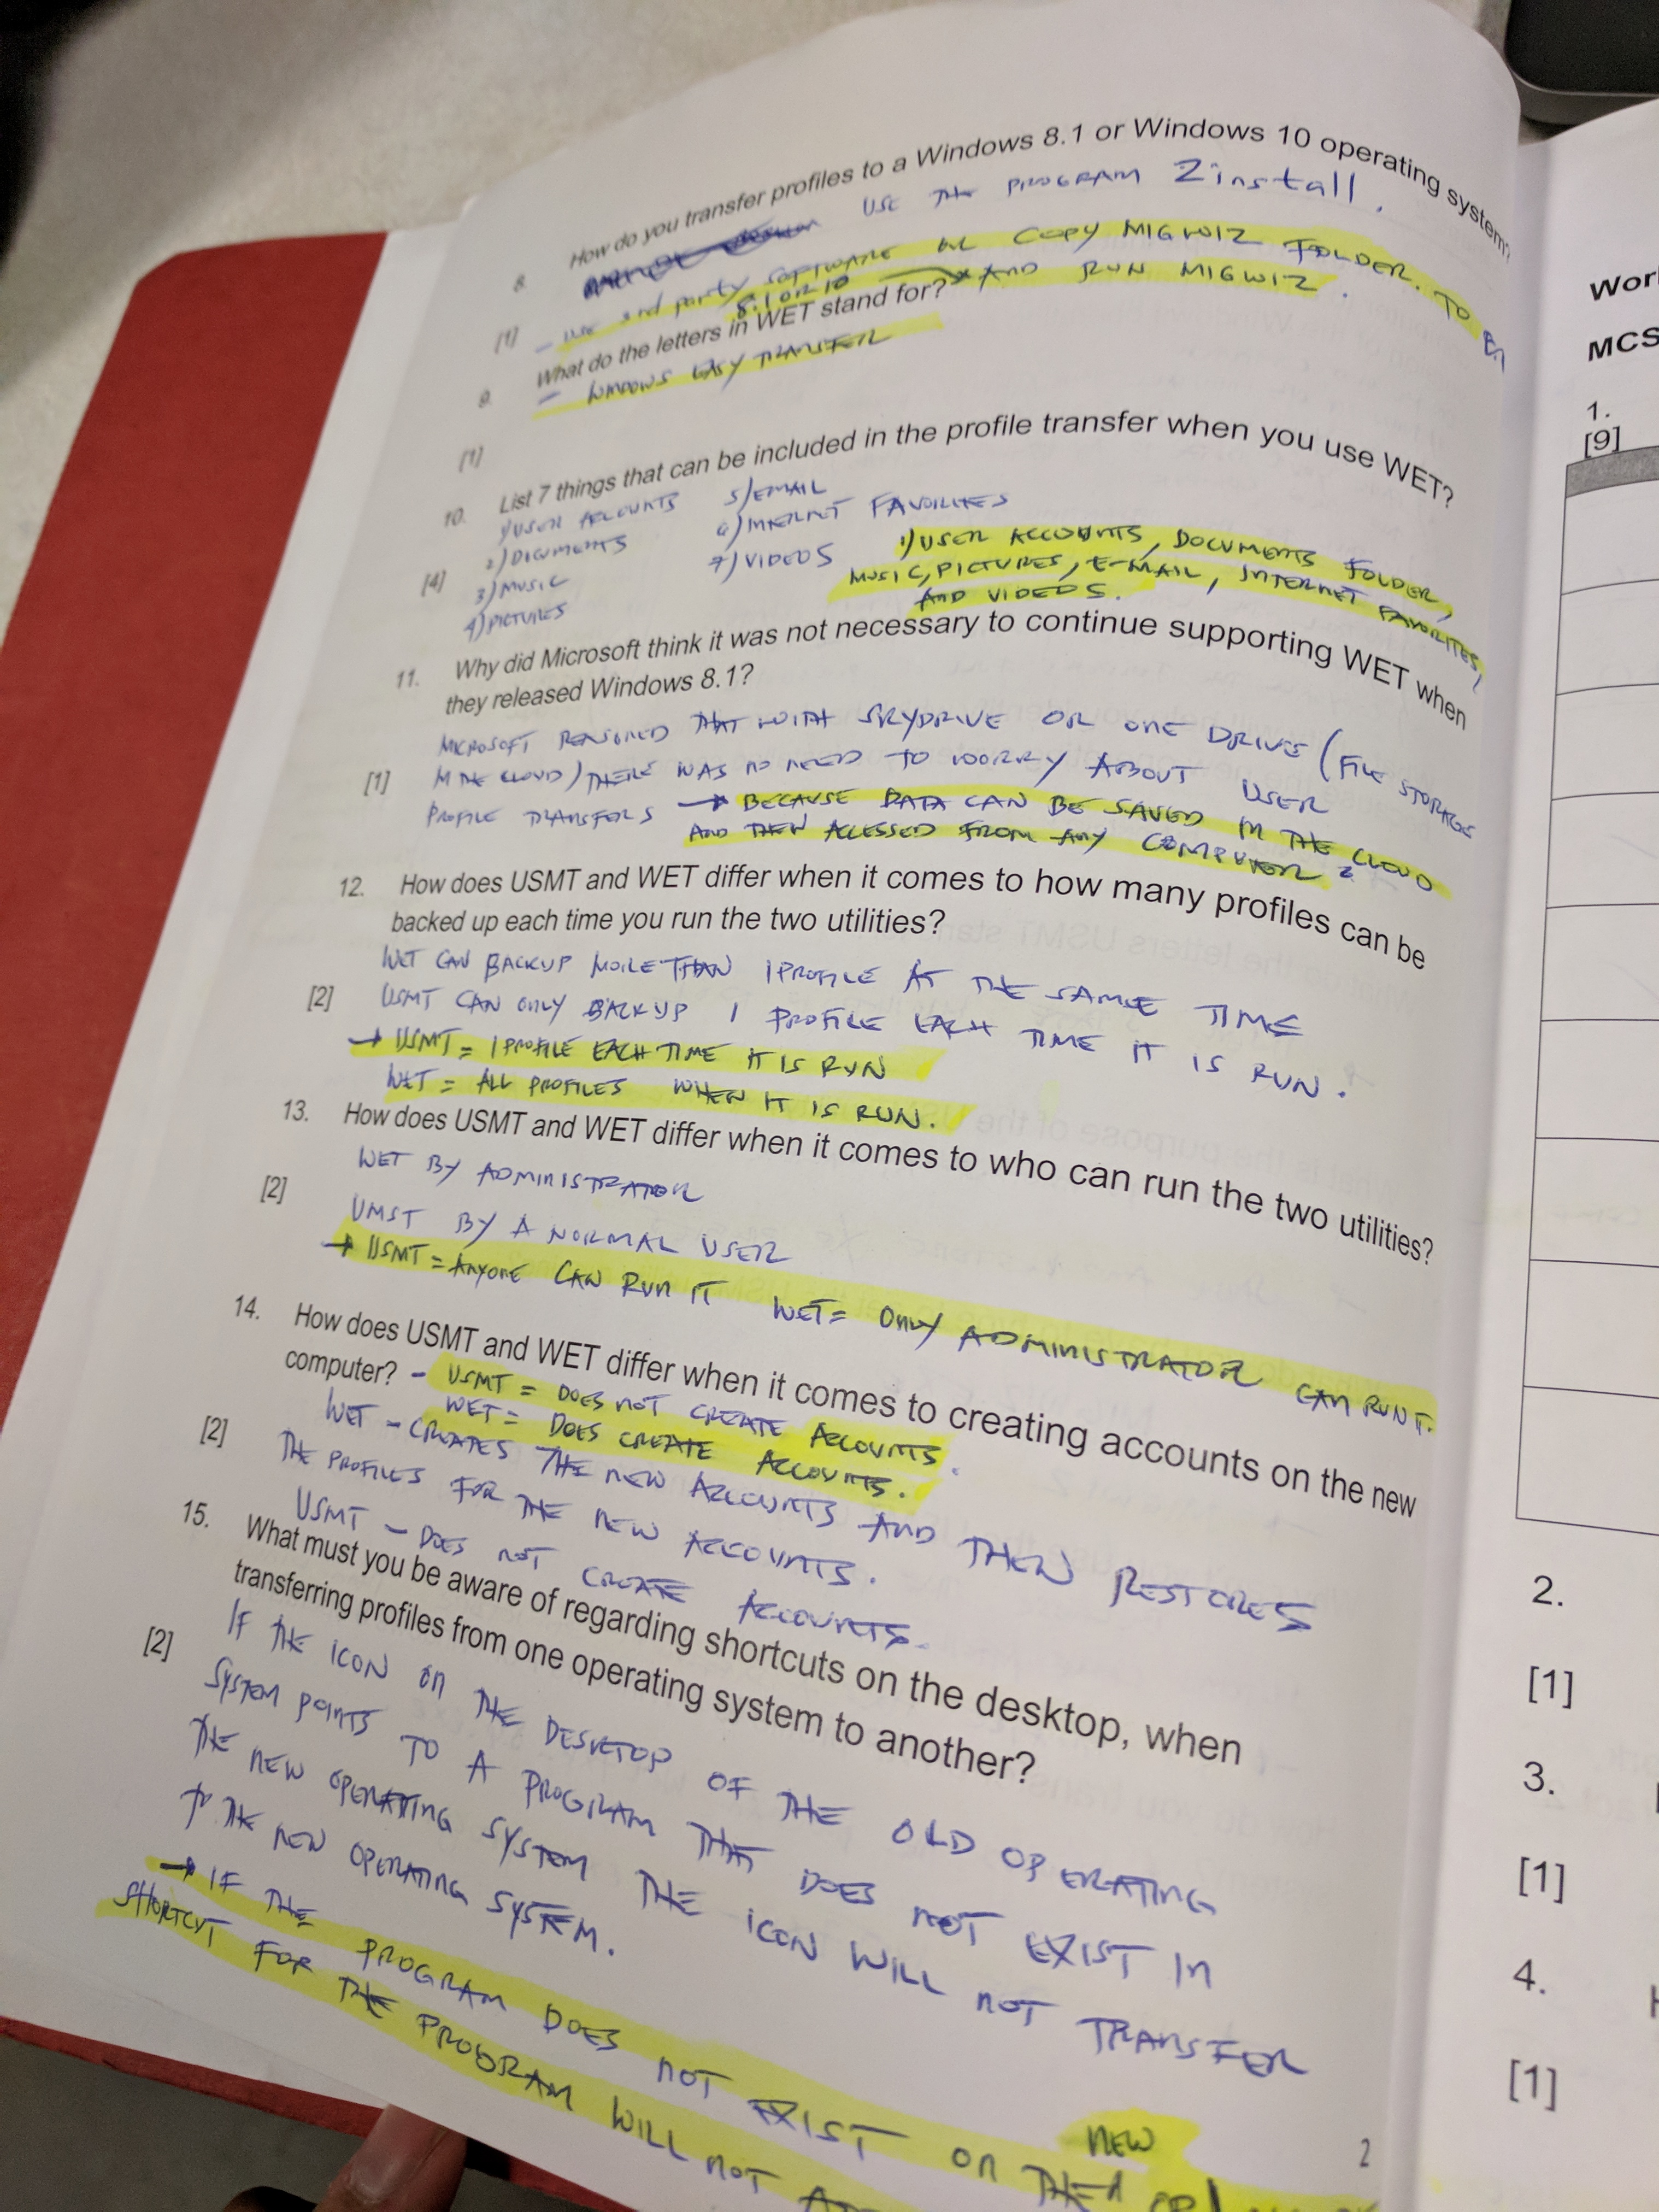 8. How do you transfer profiles to a Windows 8.1 or Windows 10 operating system?
USE THE PROGRAM Zinstall.
[1] - USE 3rd party SOFTWARE OR COPY MIGWIZ FOLDER. TO
8.1 OR 10 → AND RUN MIGWIZ.
9. What do the letters in WET stand for?
[1] - WINDOWS EASY TRANSFER
10. List 7 things that can be included in the profile transfer when you use WET?
[4] 1) USER ACCOUNTS
2) DOCUMENTS
3) MUSIC
4) PICTURES
5) EMAIL
6) INTERNET FAVORITES
7) VIDEOS
1) USER ACCOUNTS, DOCUMENTS FOLDER,
MUSIC, PICTURES, E-MAIL, INTERNET FAVORITES,
AND VIDEOS.
11. Why did Microsoft think it was not necessary to continue supporting WET when
they released Windows 8.1?
MICROSOFT REASONED THAT WITH SKYDRIVE OR ONE DRIVE (FILE STORAGE
[1] IN THE CLOUD) THERE WAS NO NEED TO WORRY ABOUT USER
PROFILE TRANSFERS → BECAUSE DATA CAN BE SAVED IN THE CLOUD
AND THEN ACCESSED FROM ANY COMPUTER
12. How does USMT and WET differ when it comes to how many profiles can be
backed up each time you run the two utilities?
WET CAN BACKUP MORE THAN 1 PROFILE AT THE SAME TIME
[2] USMT CAN ONLY BACKUP 1 PROFILE EACH TIME IT IS RUN.
→ USMT = 1 PROFILE EACH TIME IT IS RUN
WET = ALL PROFILES WHEN IT IS RUN.
13. How does USMT and WET differ when it comes to who can run the two utilities?
WET BY ADMINISTRATOR
[2] UMST BY A NORMAL USER
→ USMT = ANYONE CAN RUN IT WET = ONLY ADMINISTRATOR CAN RUN IT.
14. How does USMT and WET differ when it comes to creating accounts on the new
computer? - USMT = DOES NOT CREATE ACCOUNTS.
WET = DOES CREATE ACCOUNTS.
[2] WET - CREATES THE NEW ACCOUNTS AND THEN RESTORES
THE PROFILES FOR THE NEW ACCOUNTS.
USMT - DOES NOT CREATE ACCOUNTS.
15. What must you be aware of regarding shortcuts on the desktop, when
transferring profiles from one operating system to another?
[2] IF THE ICON ON THE DESKTOP OF THE OLD OPERATING
SYSTEM POINTS TO A PROGRAM THAT DOES NOT EXIST IN
THE NEW OPERATING SYSTEM THE ICON WILL NOT TRANSFER
TO THE NEW OPERATING SYSTEM.
→ IF THE PROGRAM DOES NOT EXIST ON THE NEW
SHORTCUT FOR THE PROGRAM WILL NOT
2
MCS
1.
[9]
2.
[1]
3.
[1]
4.
[1]